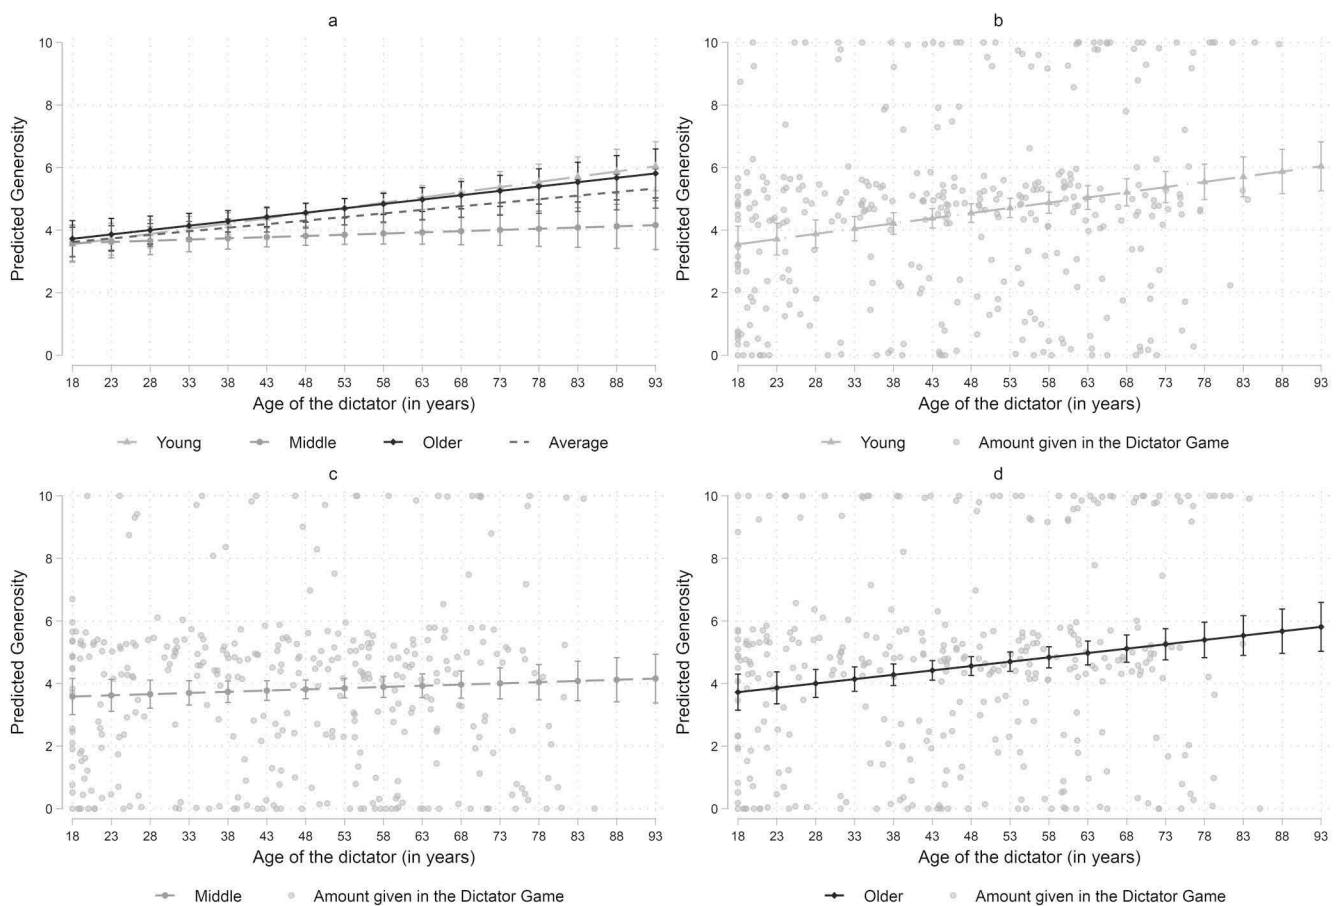 a
Predicted Generosity
10
8
6
4
2
0
18 23 28 33 38 43 48 53 58 63 68 73 78 83 88 93
Age of the dictator (in years)
Young Middle Older Average
b
Predicted Generosity
10
8
6
4
2
0
18 23 28 33 38 43 48 53 58 63 68 73 78 83 88 93
Age of the dictator (in years)
Young Amount given in the Dictator Game
c
Predicted Generosity
10
8
6
4
2
0
18 23 28 33 38 43 48 53 58 63 68 73 78 83 88 93
Age of the dictator (in years)
Middle Amount given in the Dictator Game
d
Predicted Generosity
10
8
6
4
2
0
18 23 28 33 38 43 48 53 58 63 68 73 78 83 88 93
Age of the dictator (in years)
Older Amount given in the Dictator Game